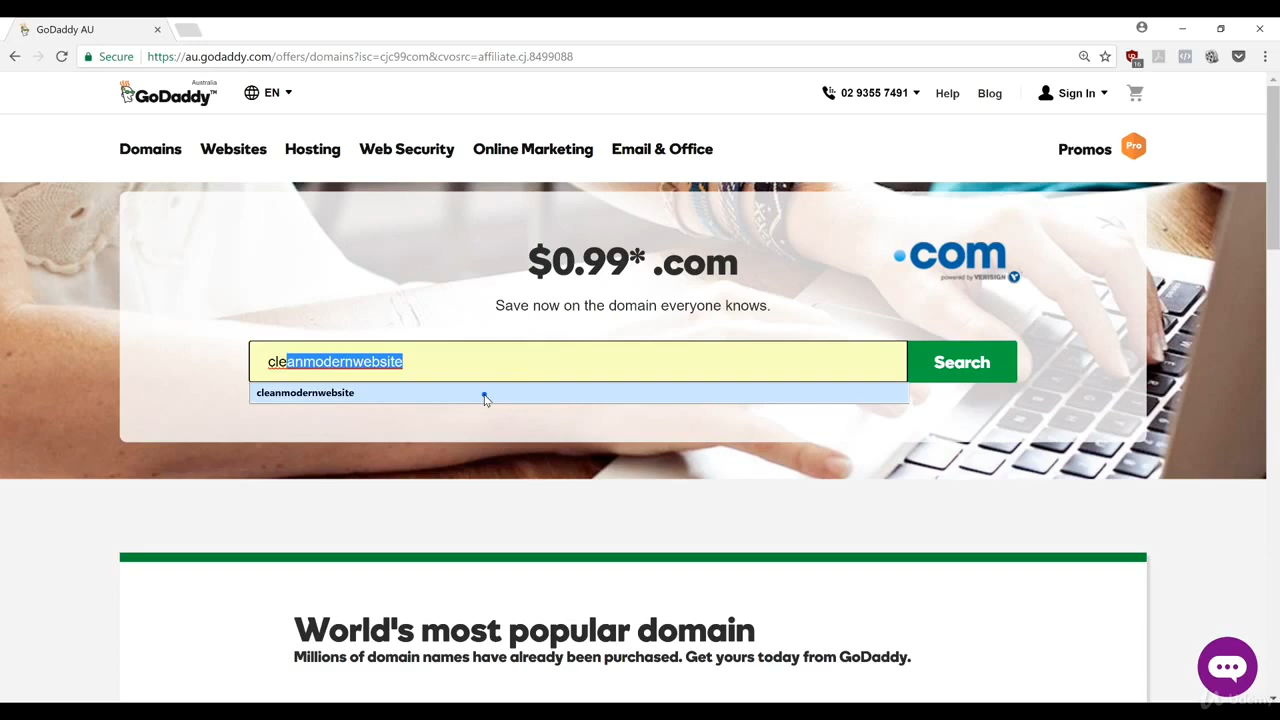 GoDaddy AU
Secure
https://au.godaddy.com/offers/domains?isc=cjc99com&cvosrc=affiliate.cj.8499088
16
Australia
GoDaddy™
EN
02 9355 7491
Help
Blog
Sign In
Domains
Websites
Hosting
Web Security
Online Marketing
Email & Office
Promos
Pro
$0.99* .com
.com
powered by VERISIGN
Save now on the domain everyone knows.
cleanmodernwebsite
Search
cleanmodernwebsite
World's most popular domain
Millions of domain names have already been purchased. Get yours today from GoDaddy.
Udemy